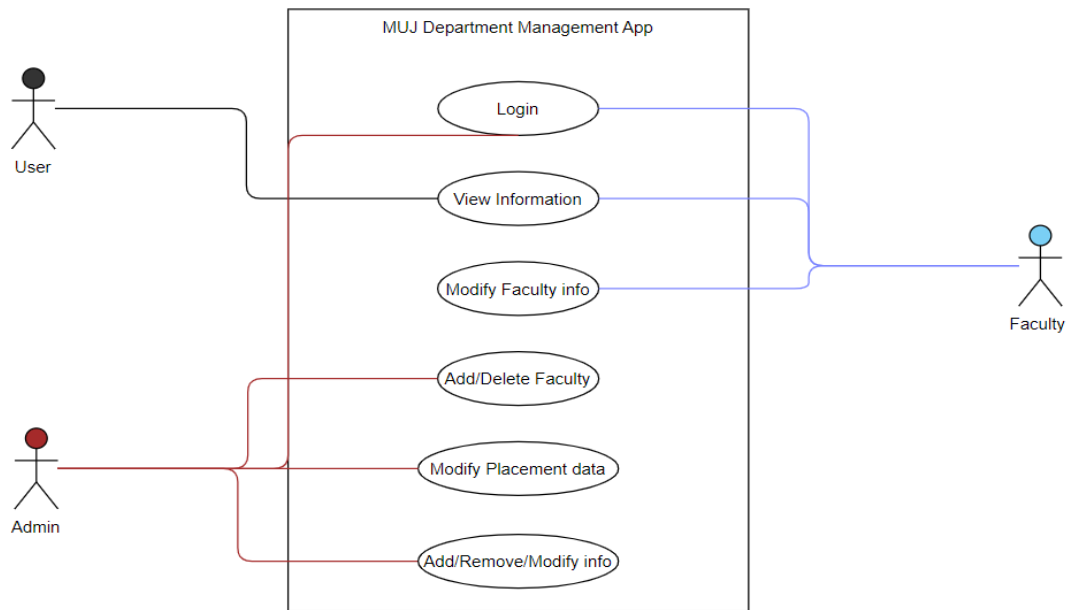 MUJ Department Management App
Login
User
View Information
Modify Faculty info
Faculty
Add/Delete Faculty
Modify Placement data
Admin
Add/Remove/Modify info